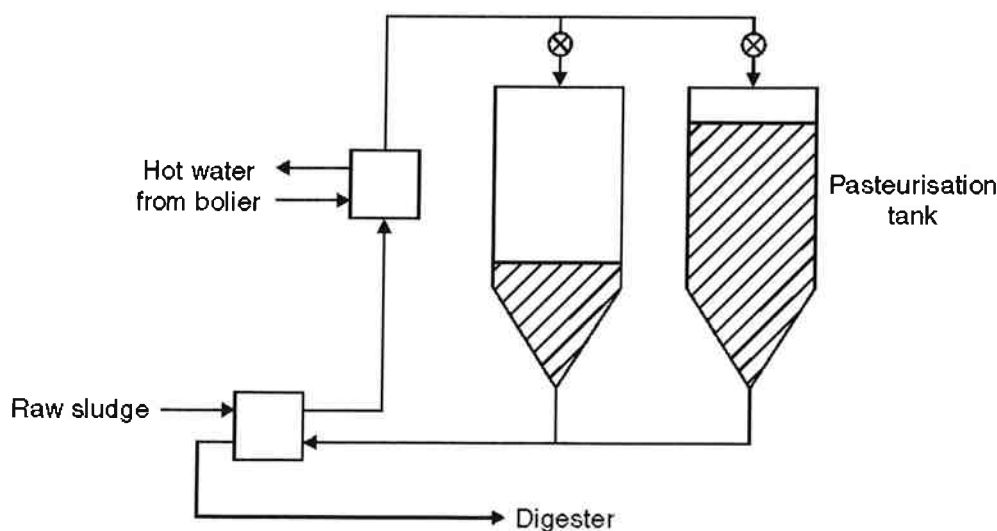 Hot water
from bolier
Pasteurisation
tank
Raw sludge
Digester